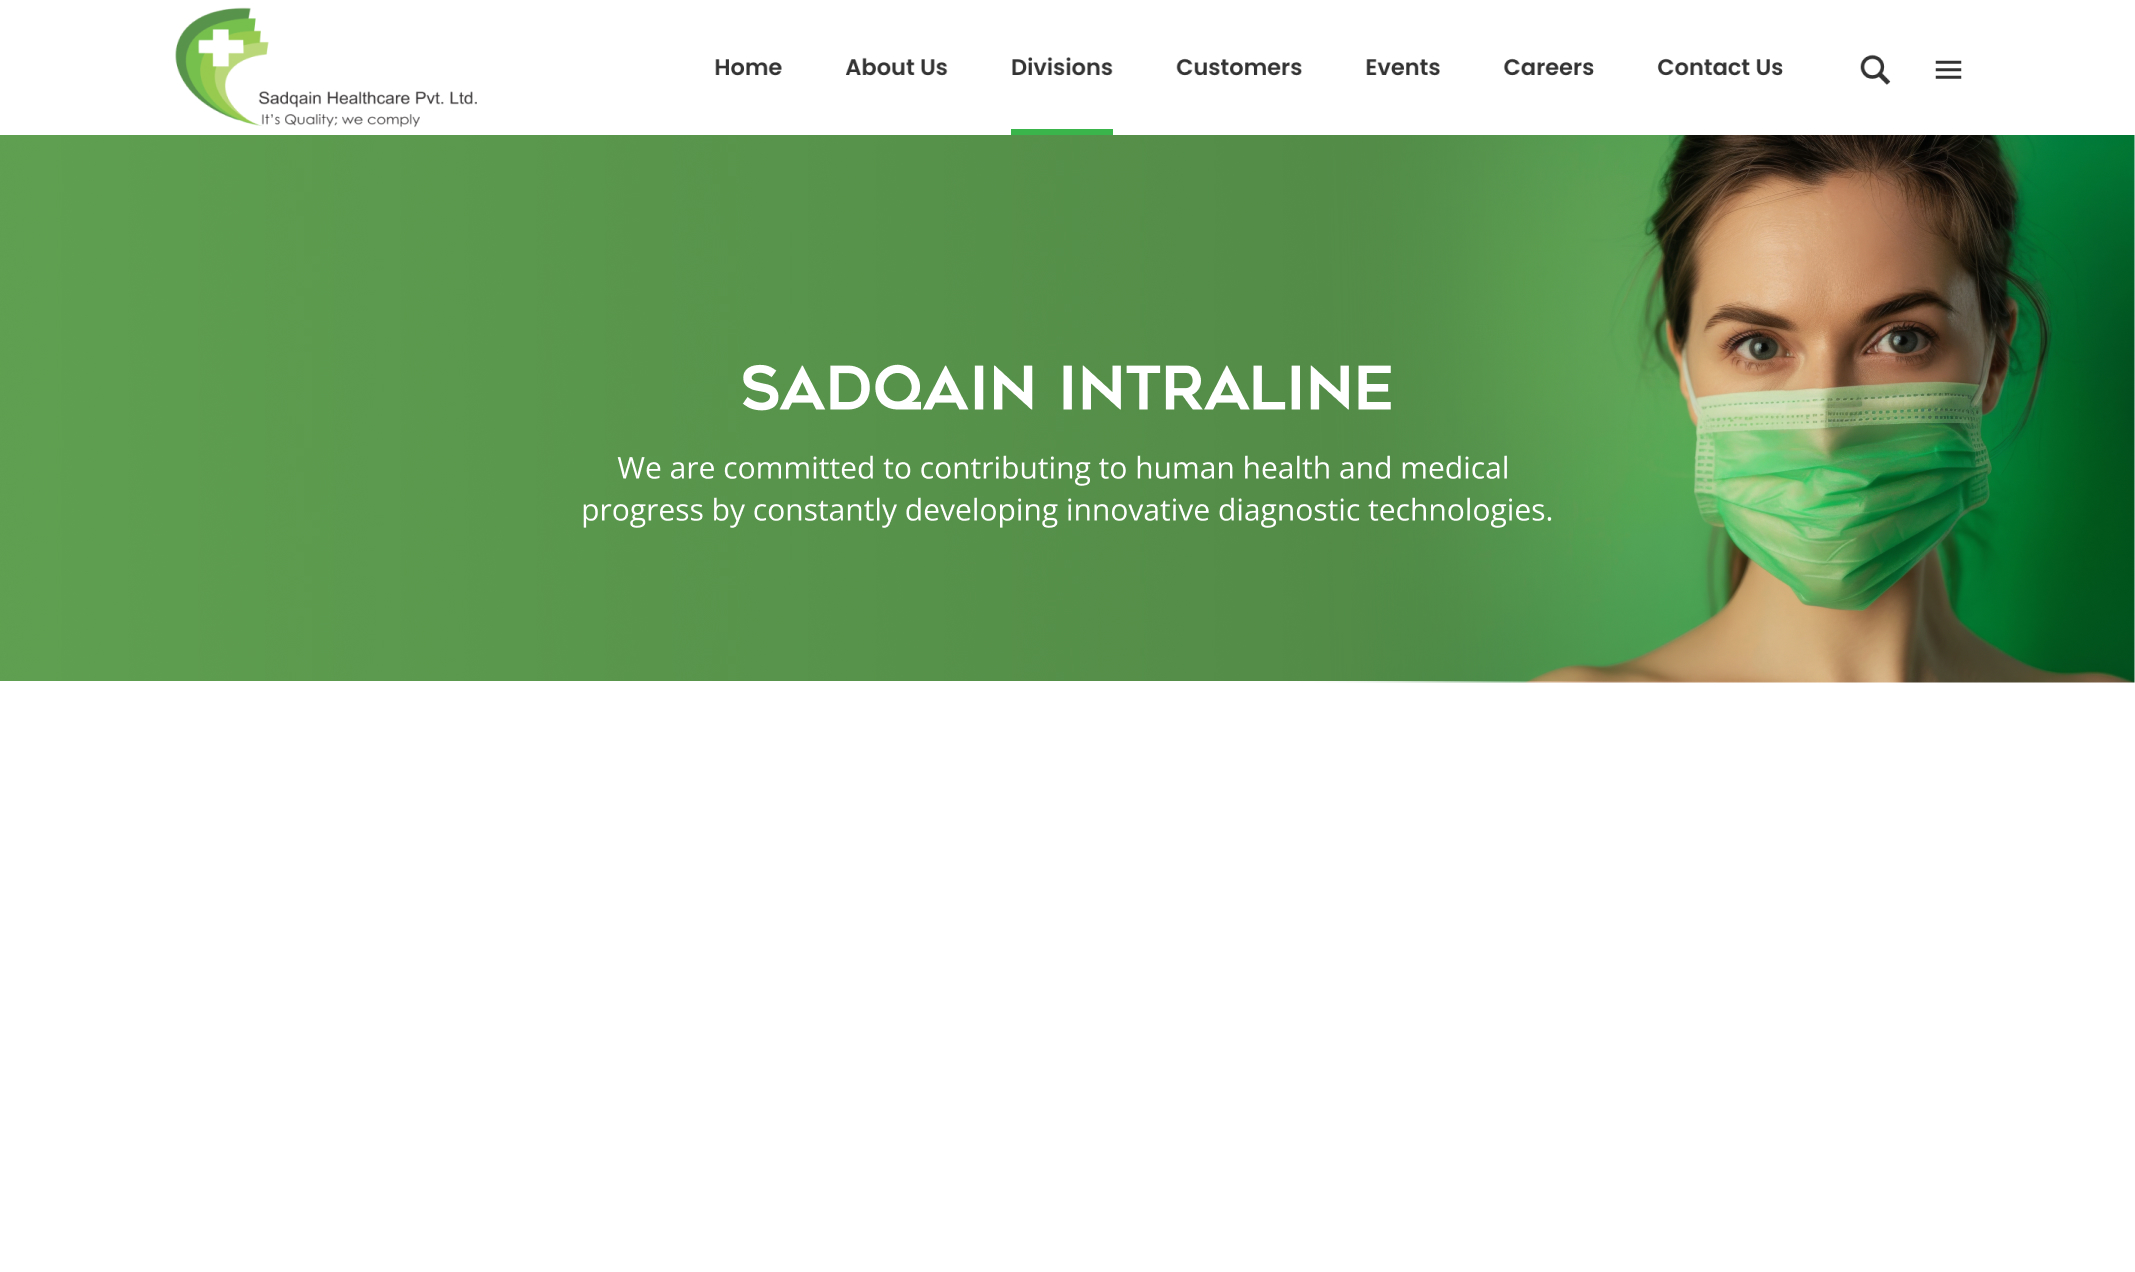 Sadqain Healthcare Pvt. Ltd.
It's Quality; we comply
Home About Us Divisions Customers Events Careers Contact Us
SADQAIN INTRALINE
We are committed to contributing to human health and medical
progress by constantly developing innovative diagnostic technologies.